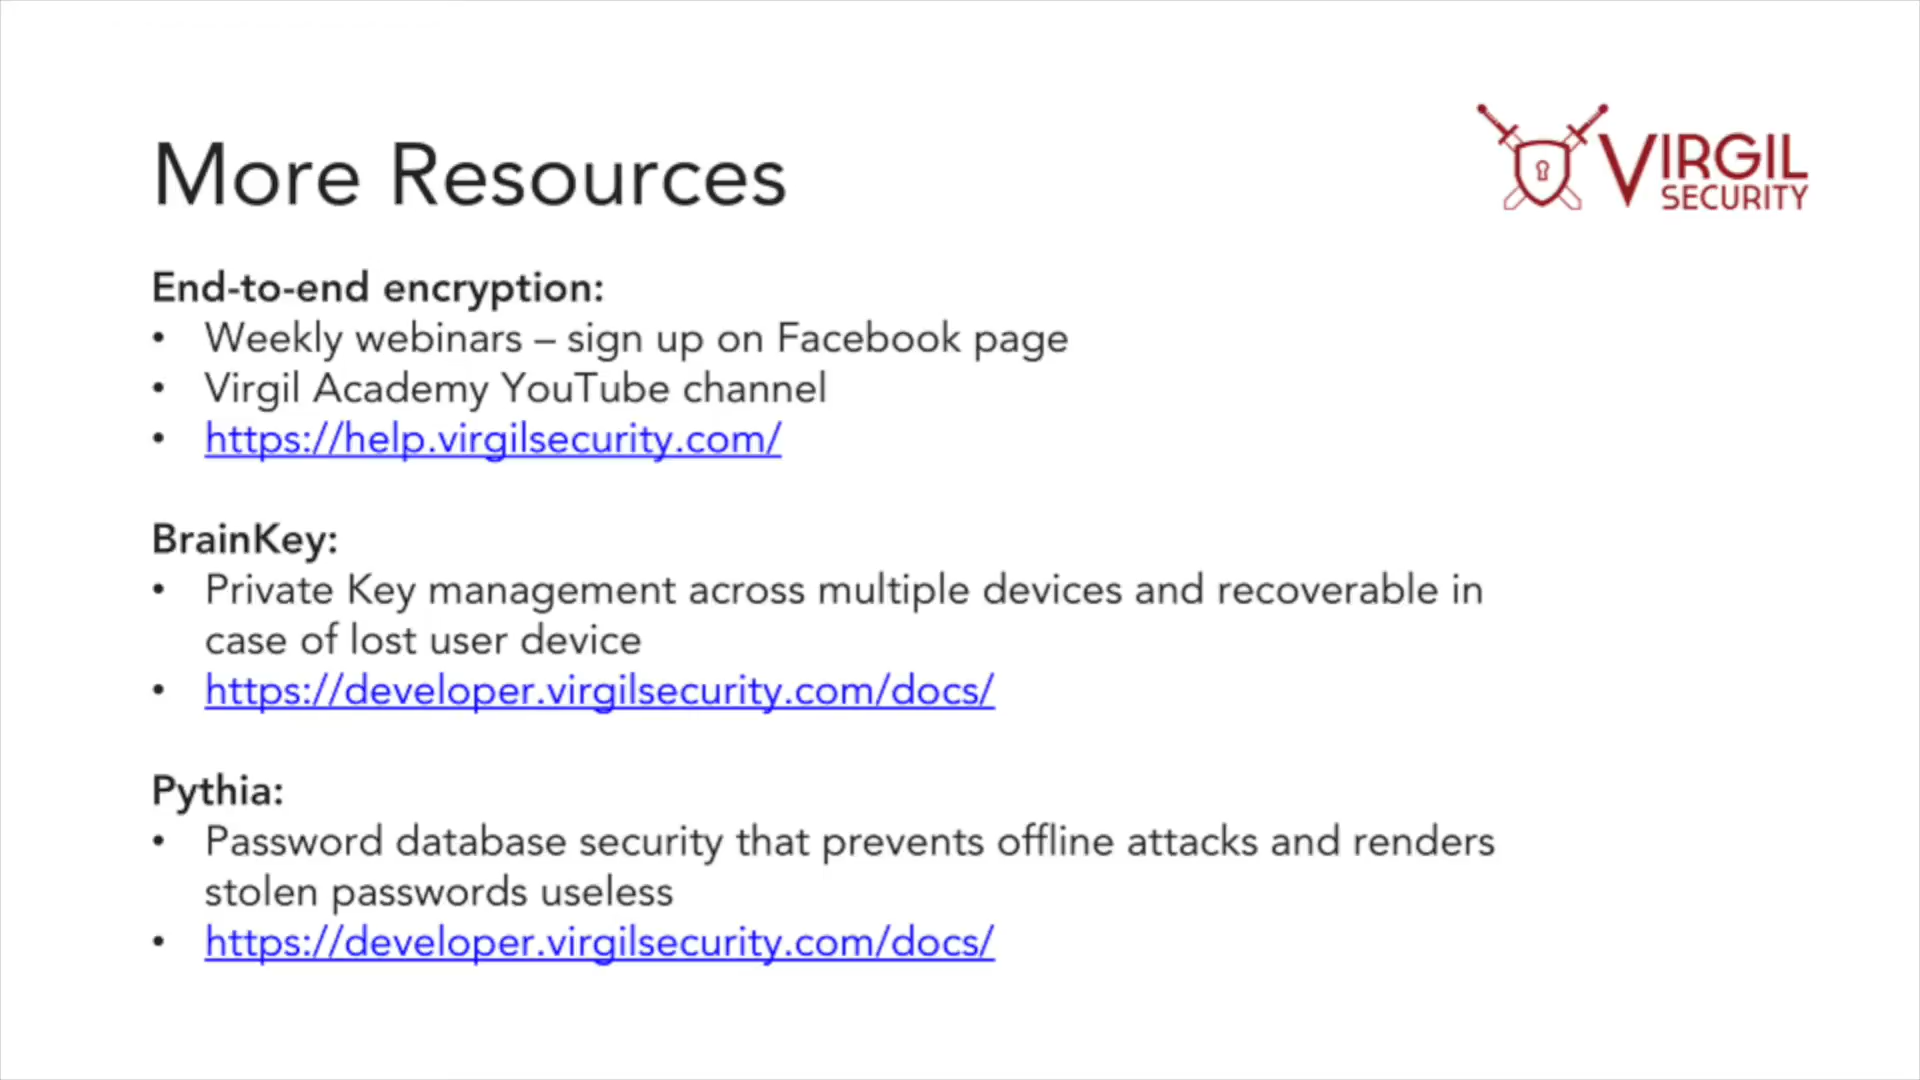 More Resources
VIRGIL
SECURITY
End-to-end encryption:
• Weekly webinars – sign up on Facebook page
• Virgil Academy YouTube channel
• https://help.virgilsecurity.com/
BrainKey:
• Private Key management across multiple devices and recoverable in
case of lost user device
• https://developer.virgilsecurity.com/docs/
Pythia:
• Password database security that prevents offline attacks and renders
stolen passwords useless
• https://developer.virgilsecurity.com/docs/